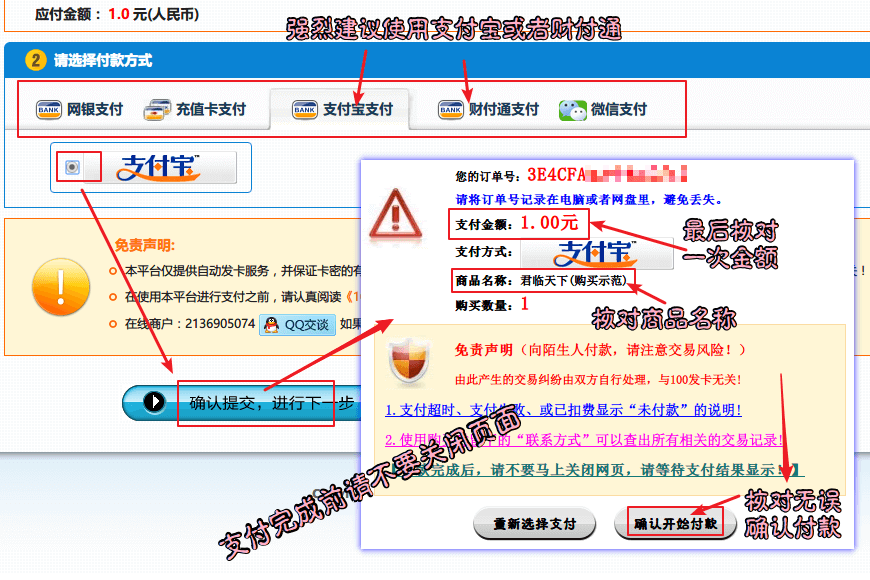 应付金额：1.0 元(人民币)
强烈建议使用支付宝或者财付通
2 请选择付款方式
BANK 网银支付 充值卡支付 BANK 支付宝支付 BANK 财付通支付 微信支付
支付宝™
免责声明:
本平台仅提供自动发卡服务，并保证卡密的有
在使用本平台进行支付之前，请认真阅读《1
在线商户：2136905074 QQ交谈 如果
确认提交，进行下一步
您的订单号: 3E4CFA
请将订单号记录在电脑或者网盘里，避免丢失。
支付金额: 1.00元
最后核对
一次金额
支付方式: 支付宝™
商品名称: 君临天下(购买示范)
购买数量: 1
核对商品名称
免责声明（向陌生人付款，请注意交易风险！）
由此产生的交易纠纷由双方自行处理，与100发卡无关!
1.支付超时、支付失败、或已扣费显示“未付款”的说明!
2.使用购 的“联系方式”可以查出所有相关的交易记录!
款完成后，请不要马上关闭网页，请等待支付结果显示!】
支付完成前请不要关闭页面
重新选择支付 确认开始付款
核对无误
确认付款